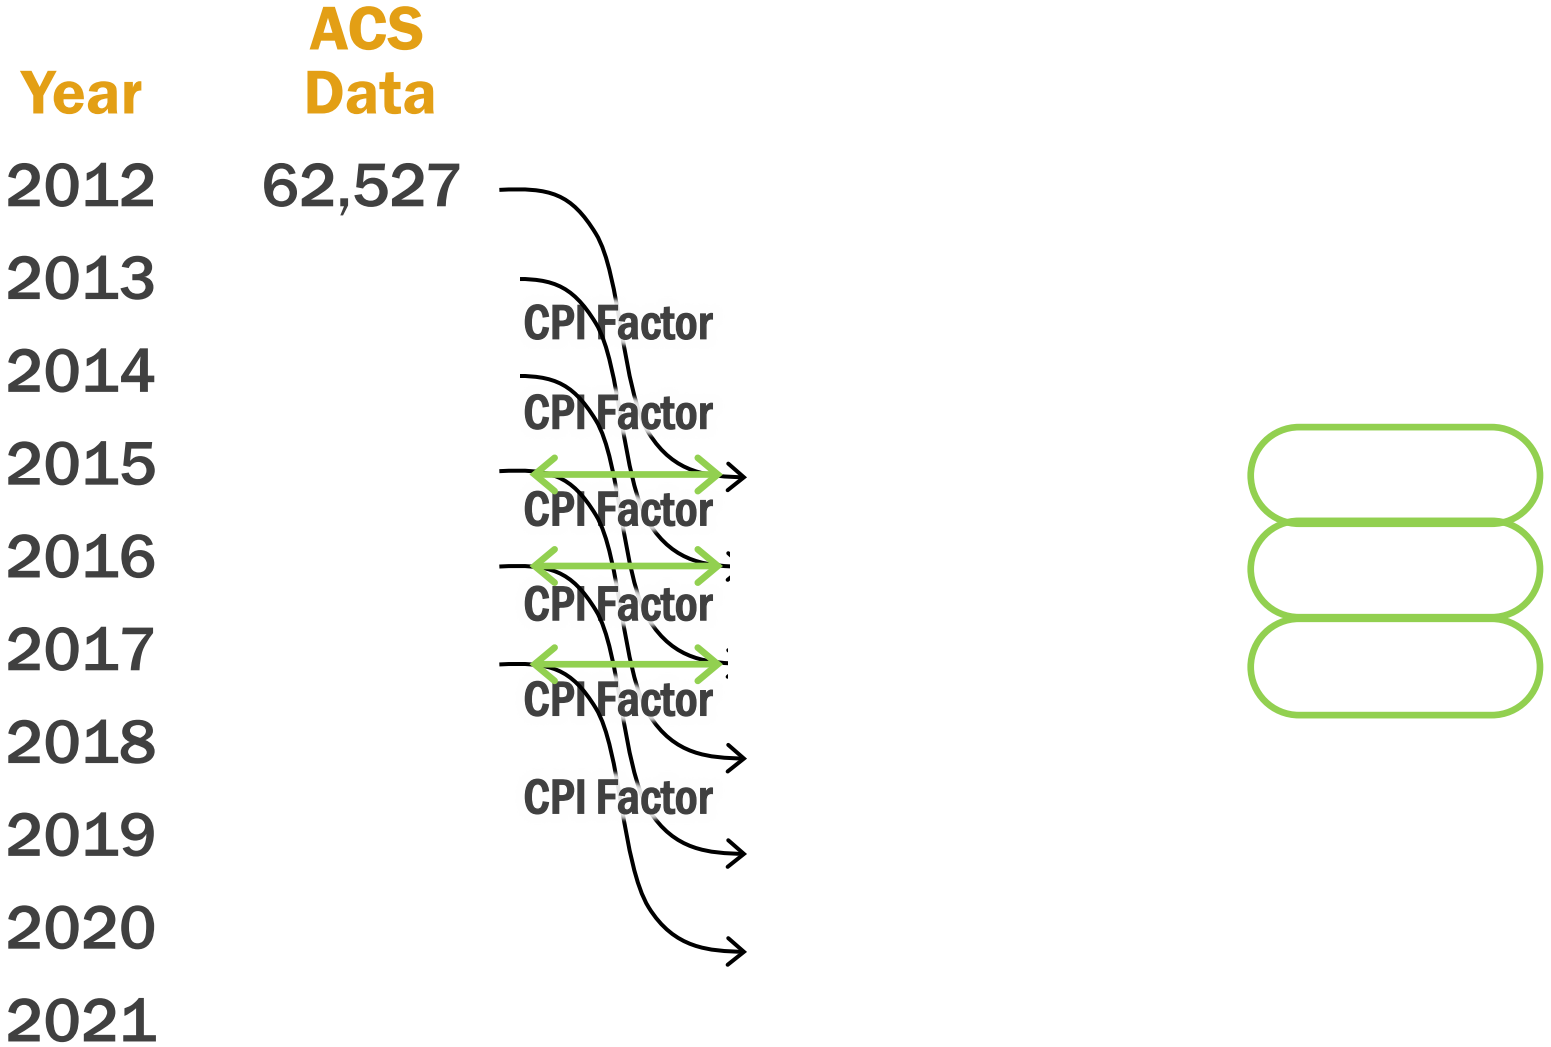 ACS
Year Data
2012 62,527
2013
CPI Factor
2014
CPI Factor
2015
CPI Factor
2016
CPI Factor
2017
CPI Factor
2018
CPI Factor
2019
2020
2021